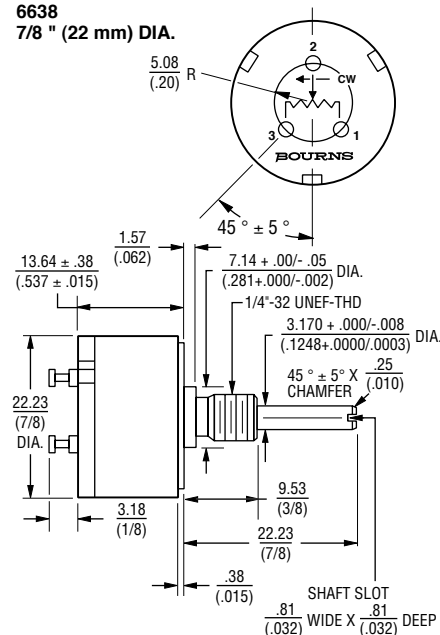 6638
7/8 " (22 mm) DIA.
5.08
(.20)
R
2
CW
3
1
BOURNS
45 ° ± 5 °
1.57
(.062)
13.64 ± .38
(.537 ± .015)
7.14 + .00/- .05
(.281+.000/-.002)
DIA.
1/4"-32 UNEF-THD
3.170 + .000/-.008
(.1248+.0000/.0003)
DIA.
45 ° ± 5° X
CHAMFER
.25
(.010)
22.23
(7/8)
DIA.
3.18
(1/8)
9.53
(3/8)
22.23
(7/8)
.38
(.015)
SHAFT SLOT
.81
(.032)
WIDE X
.81
(.032)
DEEP